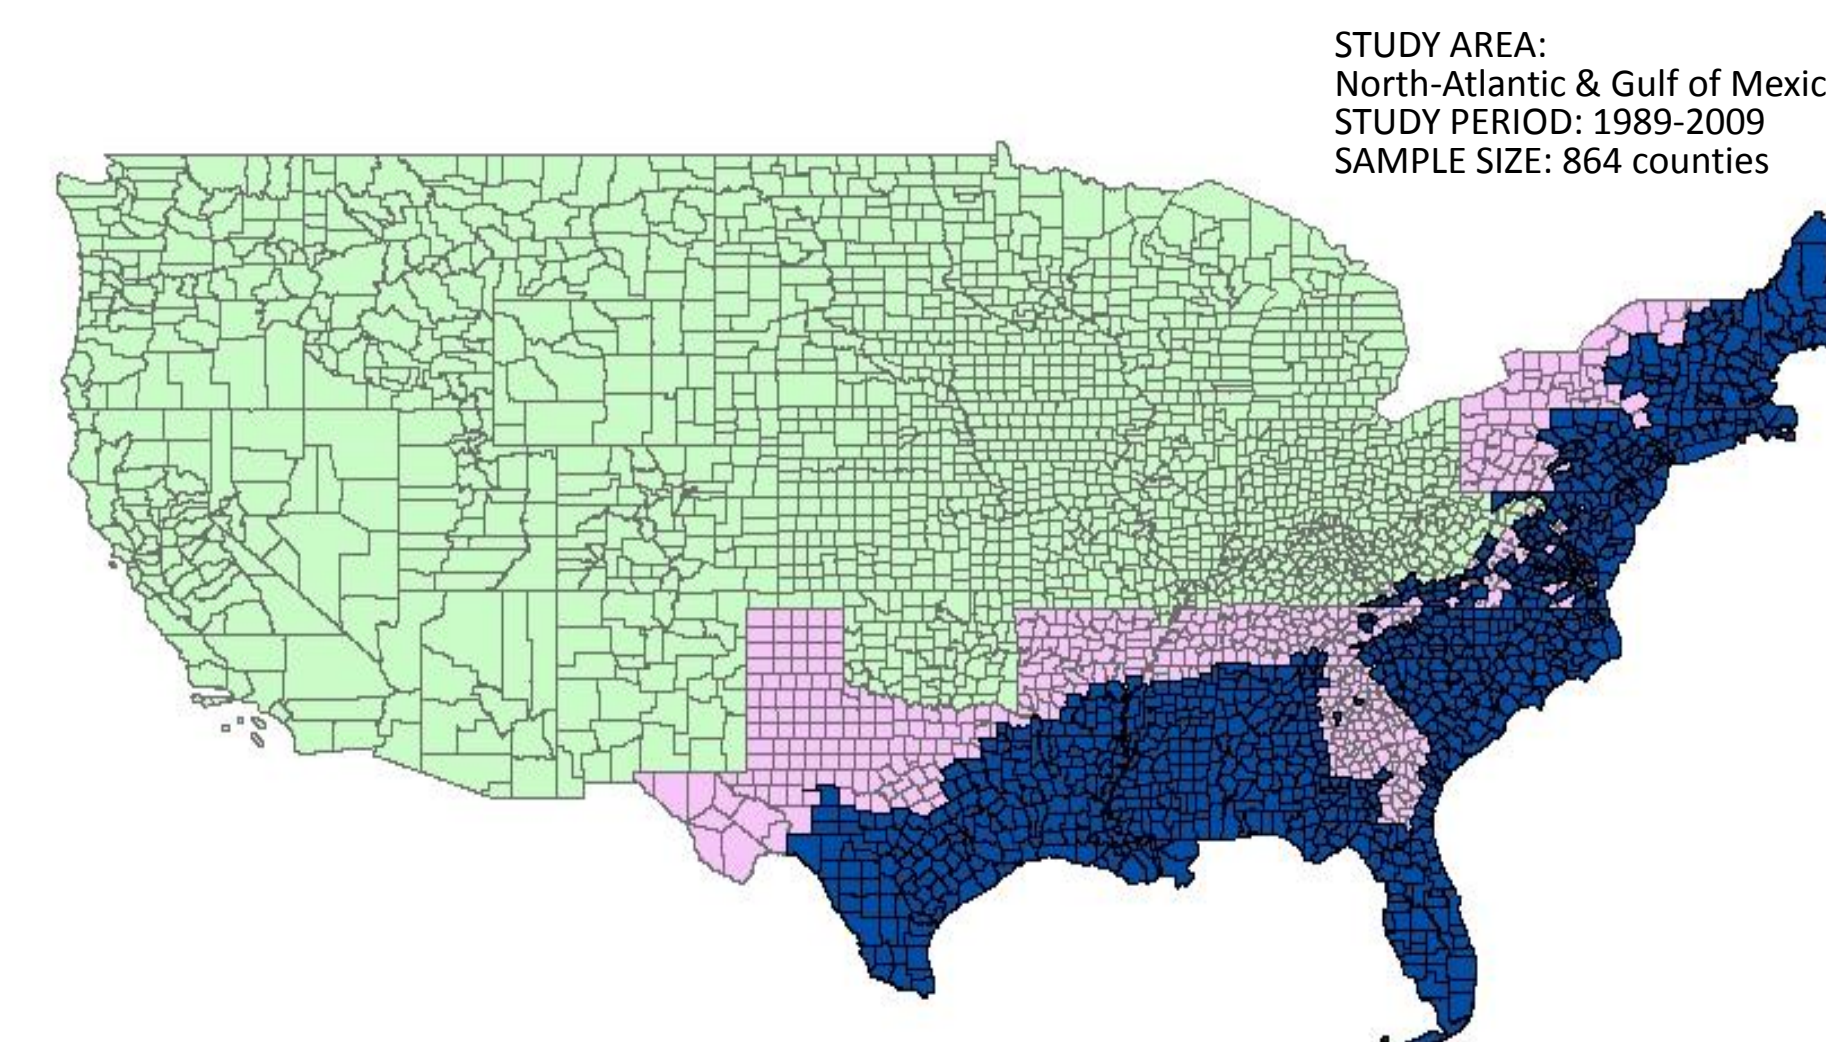 STUDY AREA:
North-Atlantic & Gulf of Mexic
STUDY PERIOD: 1989-2009
SAMPLE SIZE: 864 counties